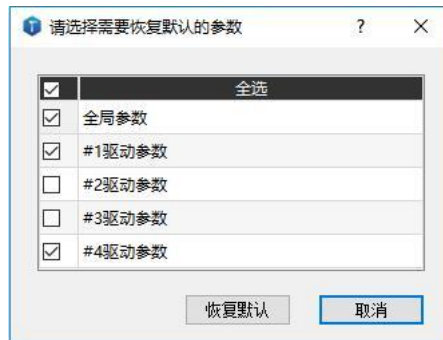 请选择需要恢复默认的参数
全选
全局参数
#1驱动参数
#2驱动参数
#3驱动参数
#4驱动参数
恢复默认 取消